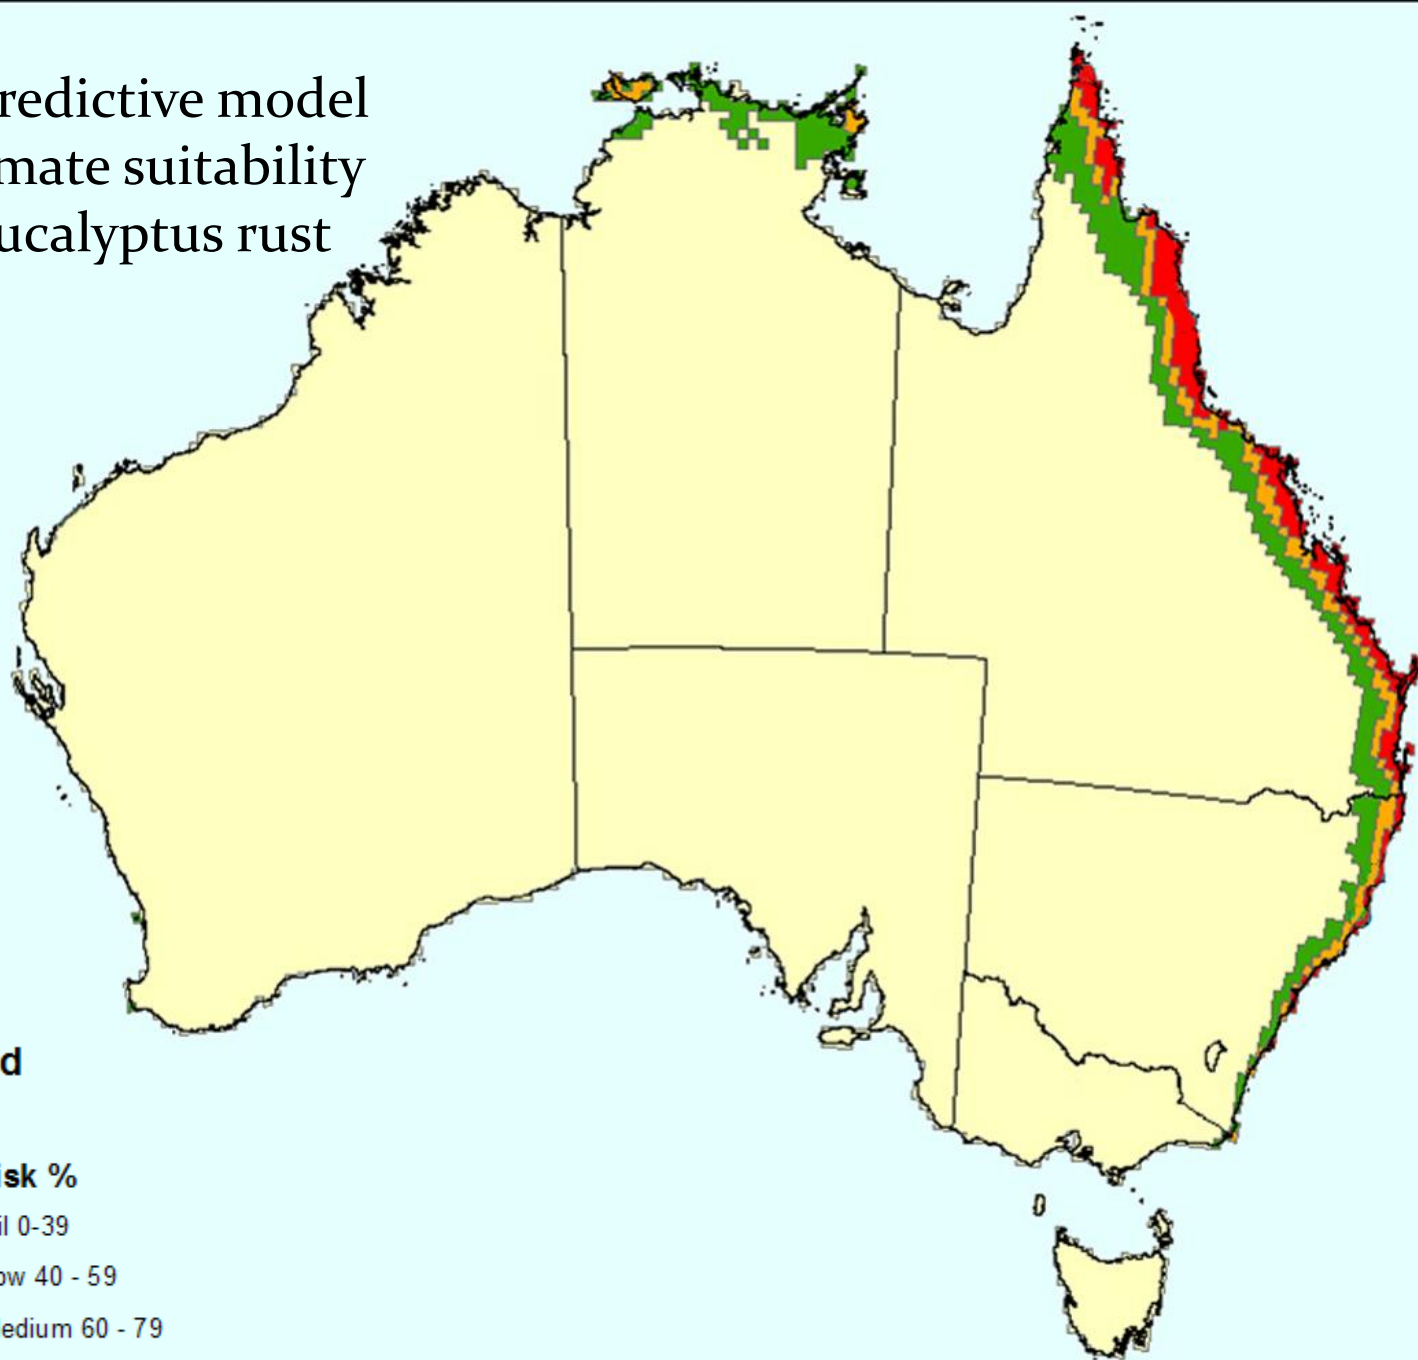 redictive model
mate suitability
ucalyptus rust
d
isk %
il 0-39
ow 40 - 59
edium 60 - 79